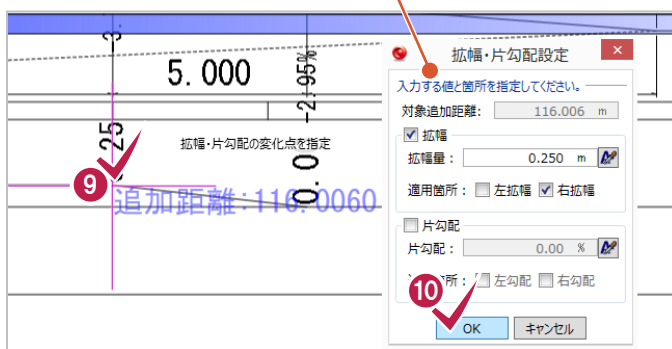 3.
5.000
-2.95%
25
拡幅・片勾配の変化点を指定
0.0
9
追加距離:116.0060
拡幅・片勾配設定
入力する値と箇所を指定してください。
対象追加距離: 116.006 m
拡幅
拡幅量: 0.250 m
適用箇所: 左拡幅 右拡幅
片勾配
片勾配: 0.00 %
所: 左勾配 右勾配
10
OK キャンセル